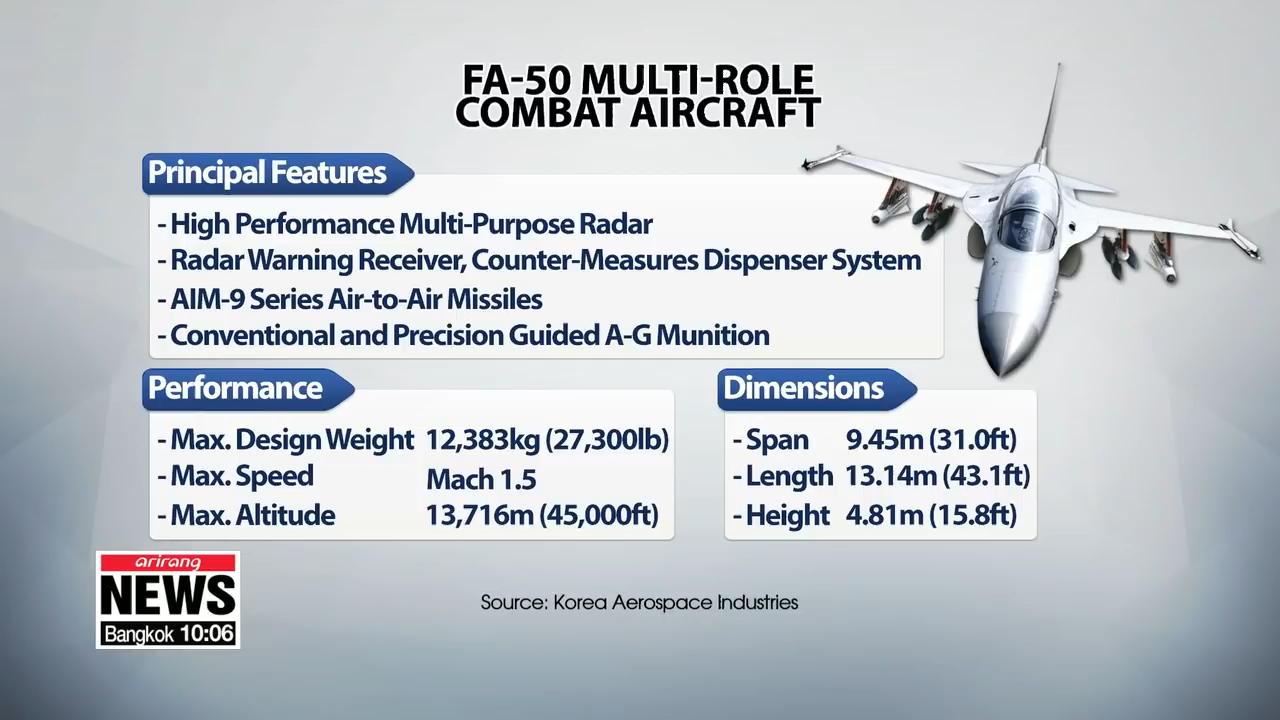 FA-50 MULTI-ROLE
COMBAT AIRCRAFT
Principal Features
- High Performance Multi-Purpose Radar
- Radar Warning Receiver, Counter-Measures Dispenser System
- AIM-9 Series Air-to-Air Missiles
- Conventional and Precision Guided A-G Munition
Performance
- Max. Design Weight 12,383kg (27,300lb)
- Max. Speed Mach 1.5
- Max. Altitude 13,716m (45,000ft)
Dimensions
- Span 9.45m (31.0ft)
- Length 13.14m (43.1ft)
- Height 4.81m (15.8ft)
arirang
NEWS
Bangkok 10:06
Source: Korea Aerospace Industries